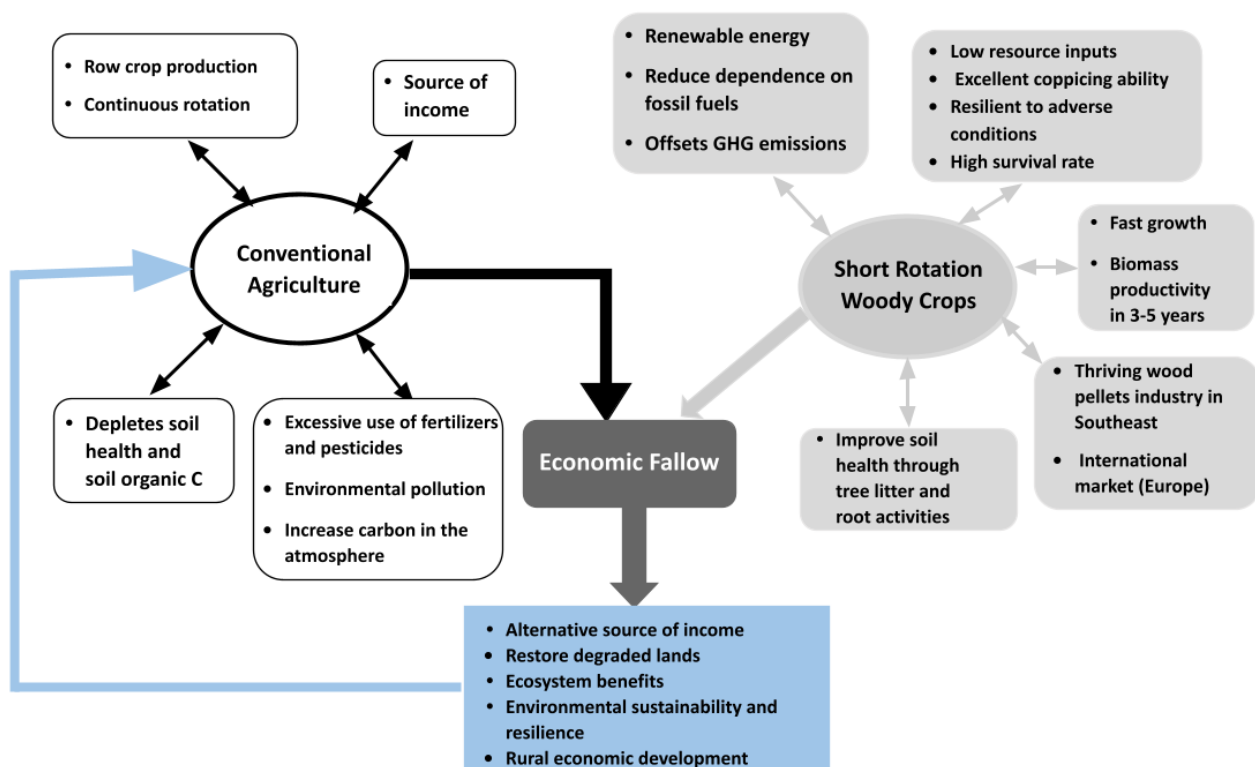 • Row crop production
• Continuous rotation
• Source of
income
• Renewable energy
• Reduce dependence on
fossil fuels
• Offsets GHG emissions
• Low resource inputs
• Excellent coppicing ability
• Resilient to adverse
conditions
• High survival rate
Conventional
Agriculture
Short Rotation
Woody Crops
• Fast growth
• Biomass
productivity
in 3-5 years
• Depletes soil
health and
soil organic C
• Excessive use of fertilizers
and pesticides
• Environmental pollution
• Increase carbon in the
atmosphere
Economic Fallow
• Improve soil
health through
tree litter and
root activities
• Thriving wood
pellets industry in
Southeast
• International
market (Europe)
• Alternative source of income
• Restore degraded lands
• Ecosystem benefits
• Environmental sustainability and
resilience
• Rural economic development